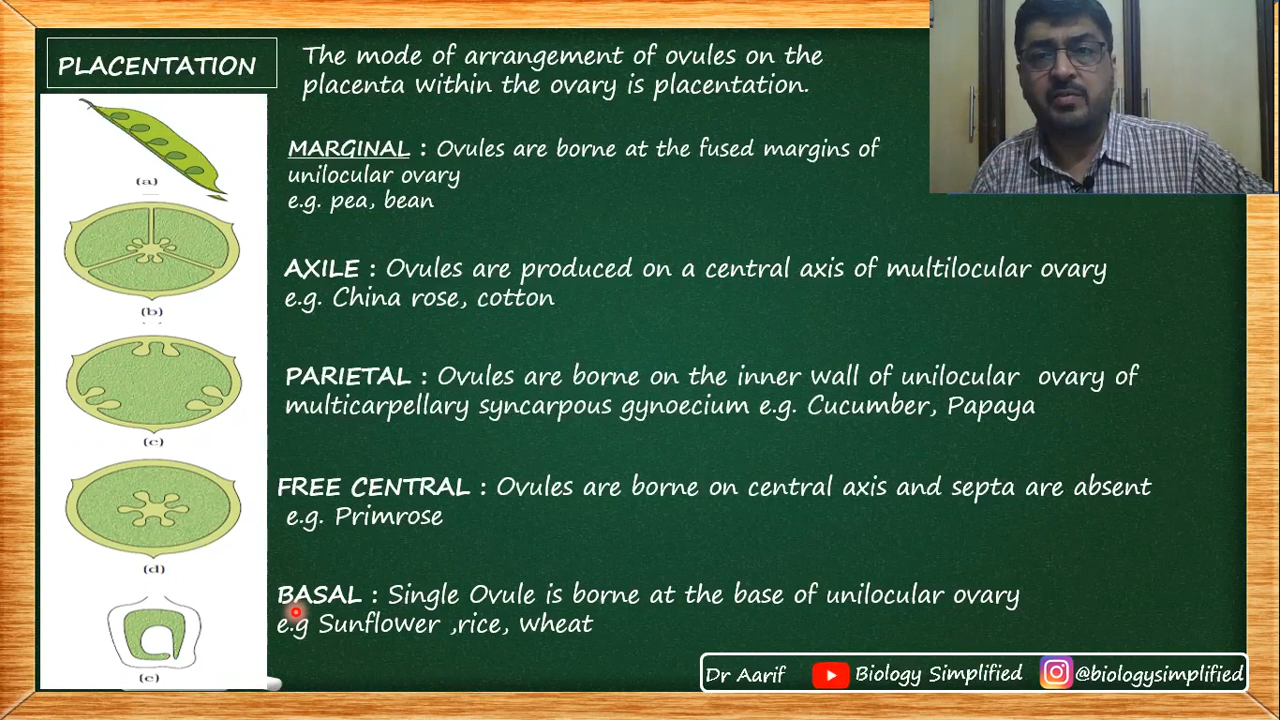 PLACENTATION
The mode of arrangement of ovules on the
placenta within the ovary is placentation.
(a)
MARGINAL : Ovules are borne at the fused margins of
unilocular ovary
e.g. pea, bean
(b)
AXILE : Ovules are produced on a central axis of multilocular ovary
e.g. China rose, cotton
(c)
PARIETAL : Ovules are borne on the inner wall of unilocular ovary of
multicarpellary syncarpous gynoecium e.g. Cucumber, Papaya
(d)
FREE CENTRAL : Ovules are borne on central axis and septa are absent
e.g. Primrose
(e)
BASAL : Single Ovule is borne at the base of unilocular ovary
e.g Sunflower ,rice, wheat
Dr Aarif Biology Simplified @biologysimplified